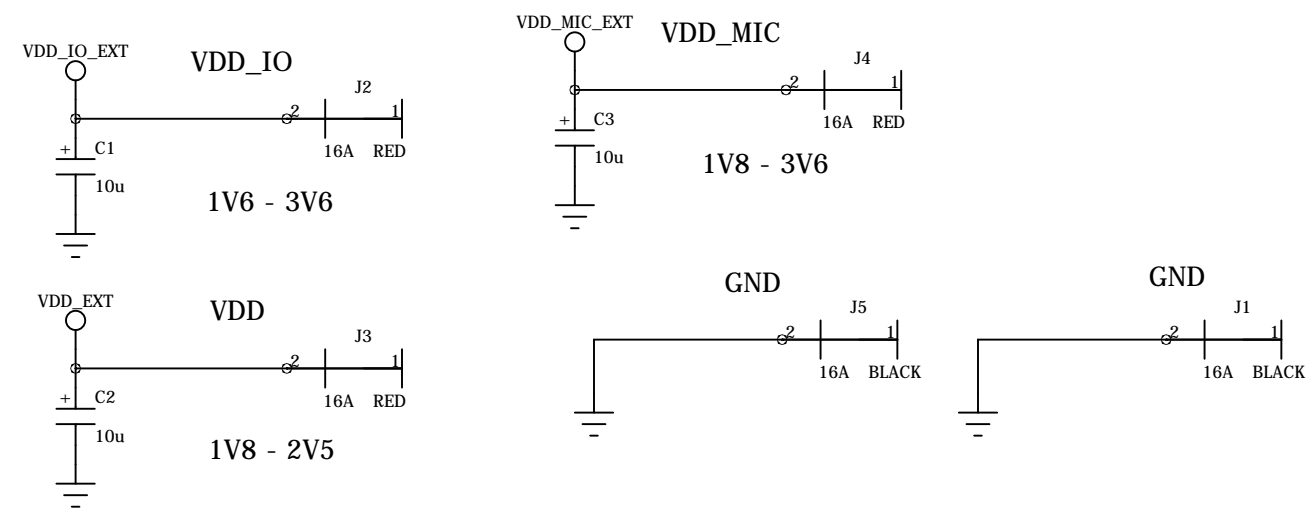 VDD_IO_EXT
VDD_IO
J2
2
1
+
C1
16A RED
10u
1V6 - 3V6
VDD_MIC_EXT
VDD_MIC
J4
2
1
+
C3
16A RED
10u
1V8 - 3V6
VDD_EXT
VDD
J3
2
1
+
C2
16A RED
10u
1V8 - 2V5
GND
J5
2
1
16A BLACK
GND
J1
2
1
16A BLACK